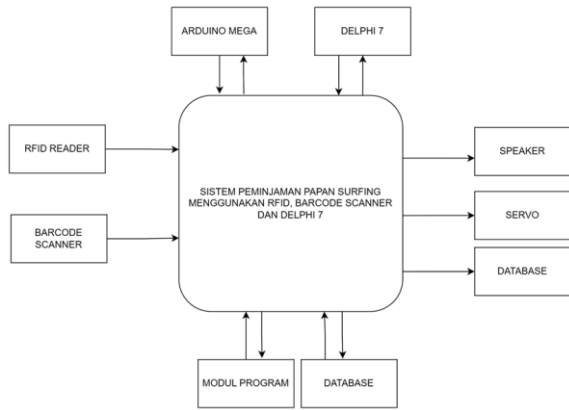 ARDUINO MEGA
DELPHI 7
RFID READER
BARCODE
SCANNER
SISTEM PEMINJAMAN PAPAN SURFING
MENGGUNAKAN RFID, BARCODE SCANNER
DAN DELPHI 7
SPEAKER
SERVO
DATABASE
MODUL PROGRAM
DATABASE